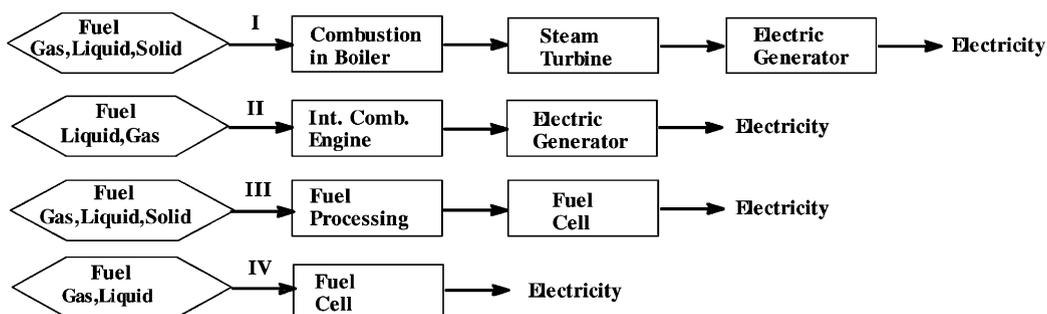 Fuel
Gas,Liquid,Solid
I
Combustion
in Boiler
Steam
Turbine
Electric
Generator
Electricity
Fuel
Liquid,Gas
II
Int. Comb.
Engine
Electric
Generator
Electricity
Fuel
Gas,Liquid,Solid
III
Fuel
Processing
Fuel
Cell
Electricity
Fuel
Gas,Liquid
IV
Fuel
Cell
Electricity